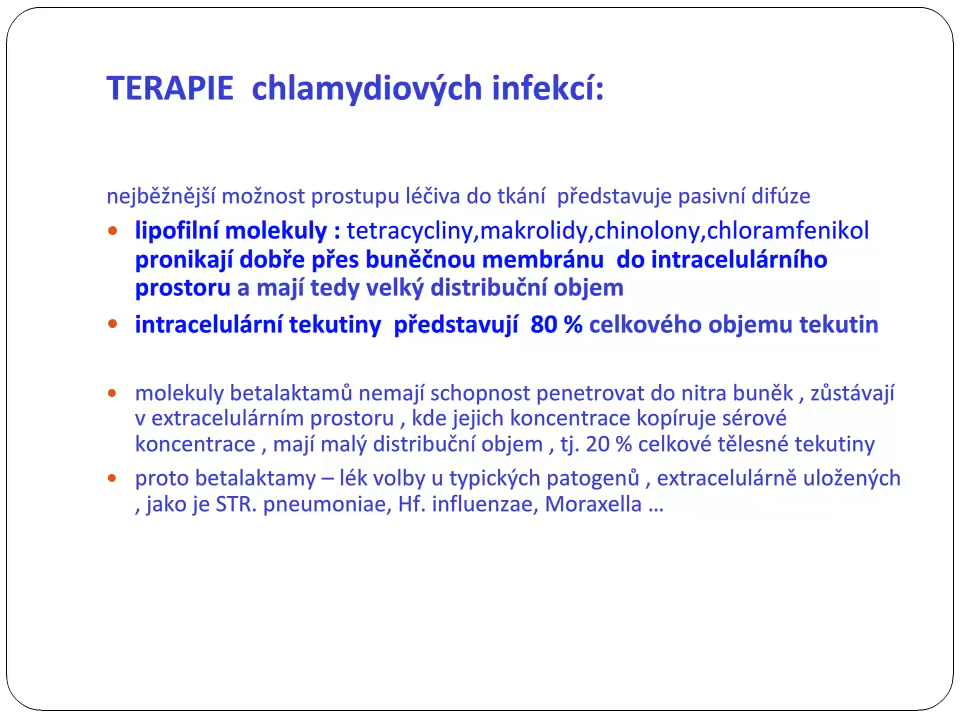 TERAPIE  chlamydiových infekcí:
nejběžnější možnost prostupu léčiva do tkání  představuje pasivní difúze
• lipofilní molekuly : tetracycliny,makrolidy,chinolony,chloramfenikol
pronikají dobře přes buněčnou membránu  do intracelulárního
prostoru a mají tedy velký distribuční objem
• intracelulární tekutiny  představují  80 % celkového objemu tekutin
• molekuly betalaktamů nemají schopnost penetrovat do nitra buněk , zůstávají
v extracelulárním prostoru , kde jejich koncentrace kopíruje sérové
koncentrace , mají malý distribuční objem , tj. 20 % celkové tělesné tekutiny
• proto betalaktamy – lék volby u typických patogenů , extracelulárně uložených
, jako je STR. pneumoniae, Hf. influenzae, Moraxella ...